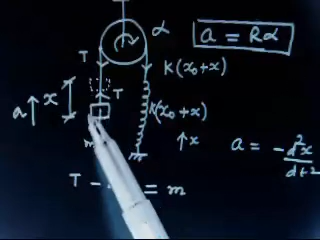 α
a = Rα
T
K(x₀+x)
x
T
a
K(x₀+x)
x
a = -d²x/dt²
m
T - = m